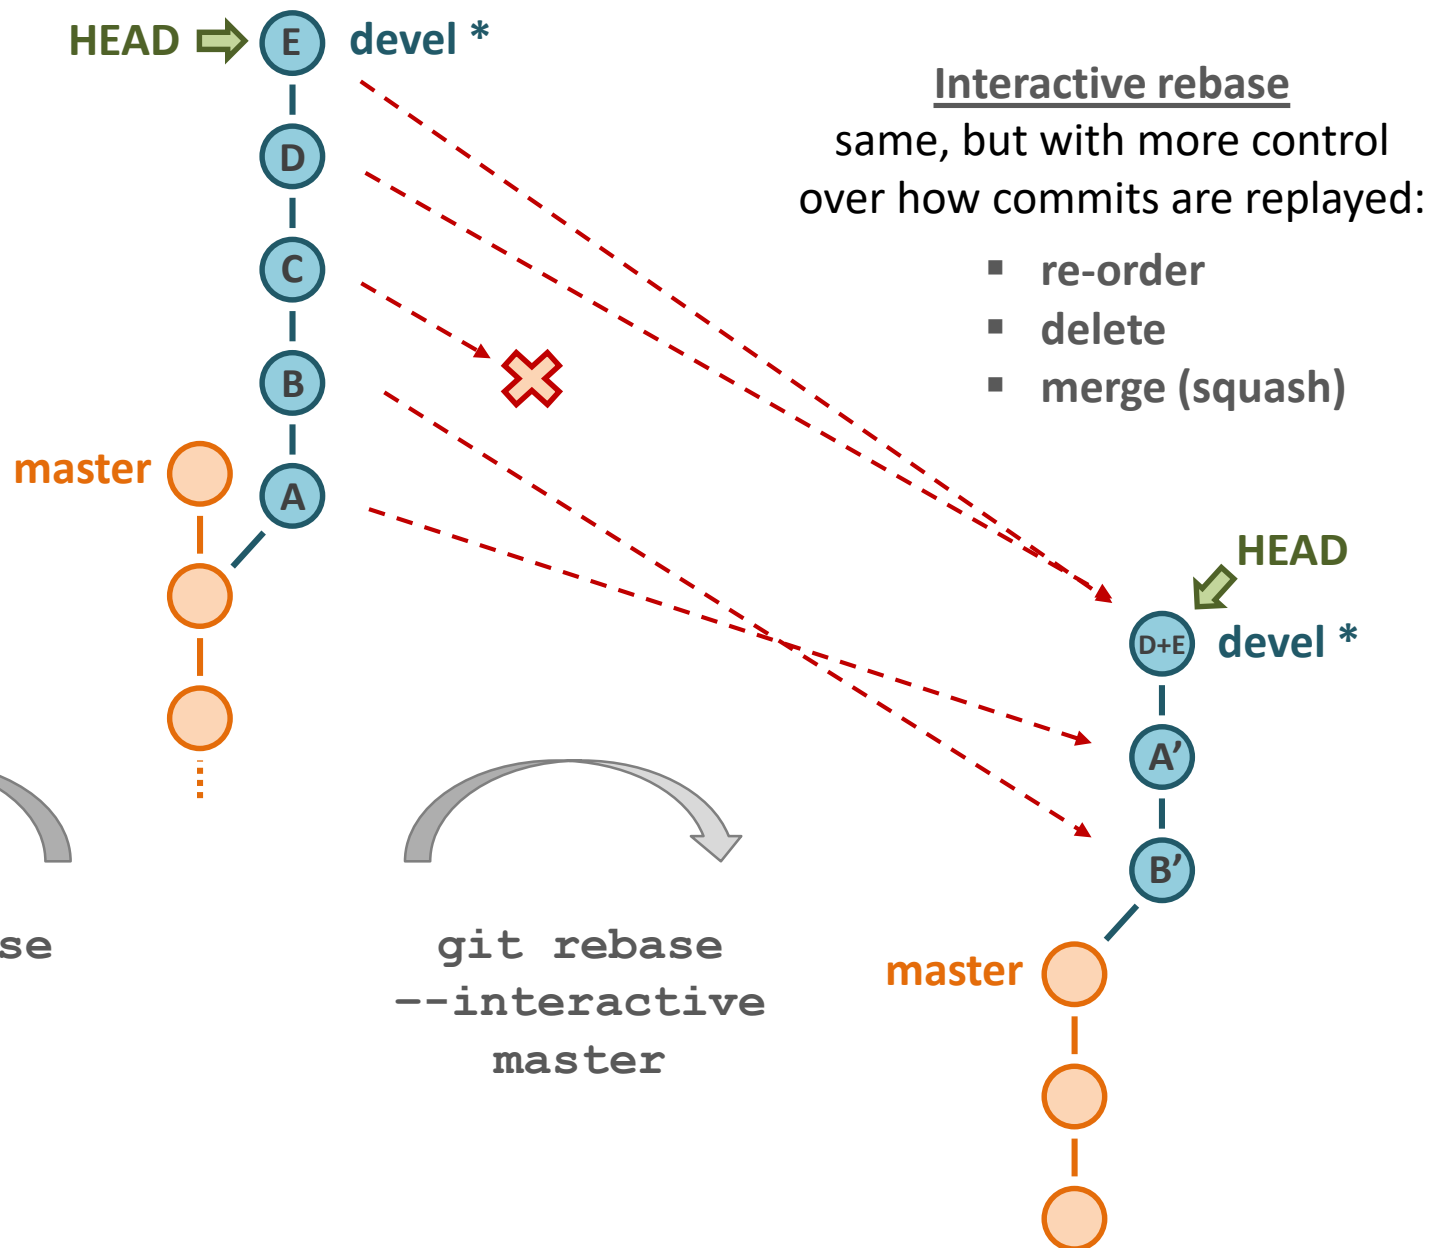 HEAD
E
devel *
D
C
B
master
A
Interactive rebase
same, but with more control
over how commits are replayed:
▪ re-order
▪ delete
▪ merge (squash)
HEAD
D+E
devel *
A’
B’
master
se
git rebase
--interactive
master